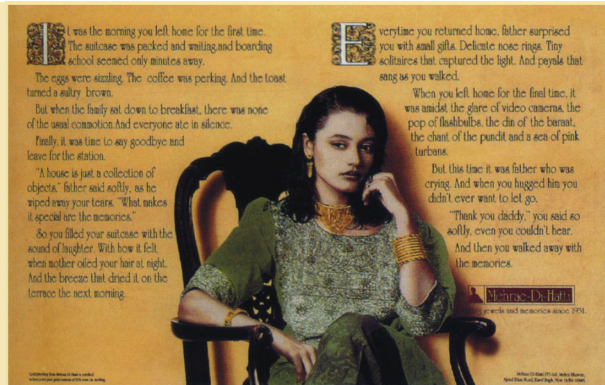 It was the morning you left home for the first time.
The suitcase was packed and waiting,and boarding
school seemed only minutes away.
The eggs were sizzling. The coffee was perking. And the toast
turned a sultry brown.
But when the family sat down to breakfast, there was none
of the usual commotion.And everyone ate in silence.
Finally, it was time to say goodbye and
leave for the station.
"A house is just a collection of
objects," father said softly, as he
wiped away your tears. "What makes
it special are the memories."
So you filled your suitcase with the
sound of laughter. With how it felt
when mother oiled your hair at night.
And the breeze that dried it on the
terrace the next morning.
Everytime you returned home, father surprised
you with small gifts. Delicate nose rings. Tiny
solitaires that captured the light. And payals that
sang as you walked.
When you left home for the final time, it
was amidst the glare of video cameras, the
pop of flashbulbs, the din of the baraat,
the chant of the pundit and a sea of pink
turbans.
But this time it was father who was
crying. And when you hugged him you
didn't ever want to let go.
"Thank you daddy," you said so
softly, even you couldn't hear.
And then you walked away with
the memories.
Mehrae-Di-Hatti
jewels and memories since 1931.